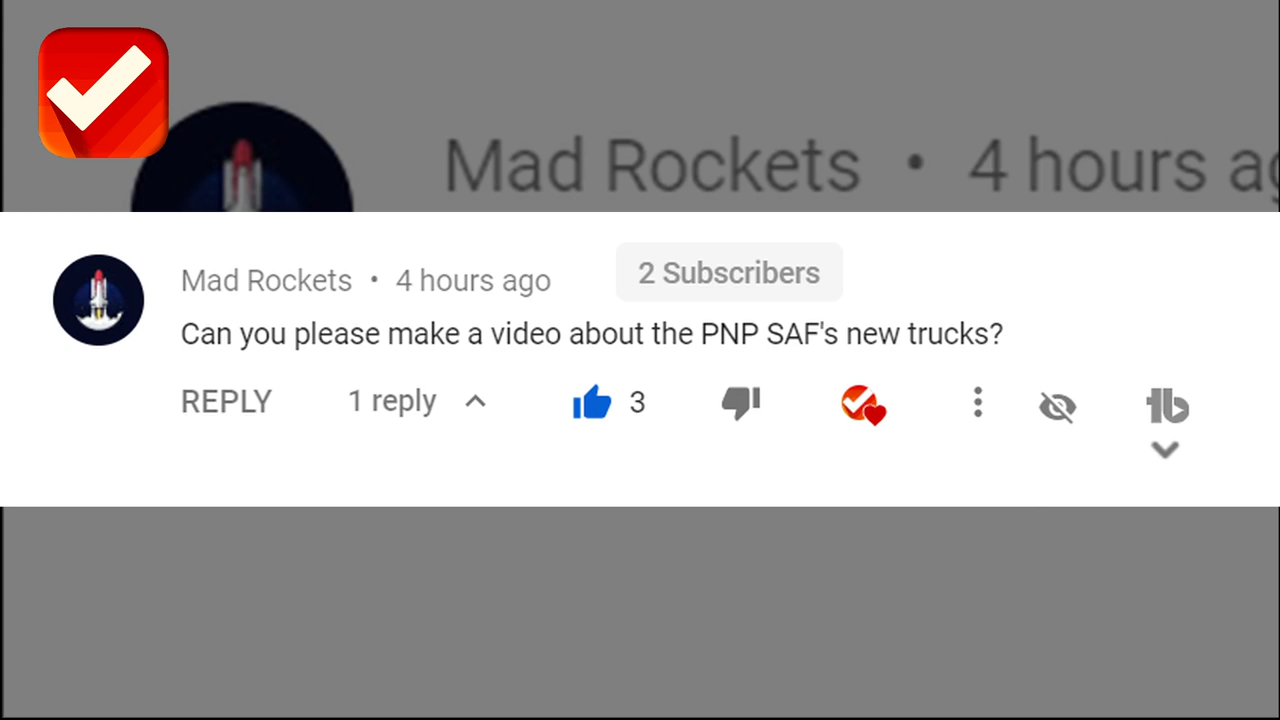 Mad Rockets • 4 hours ag
Mad Rockets • 4 hours ago 2 Subscribers
Can you please make a video about the PNP SAF's new trucks?
REPLY 1 reply 3